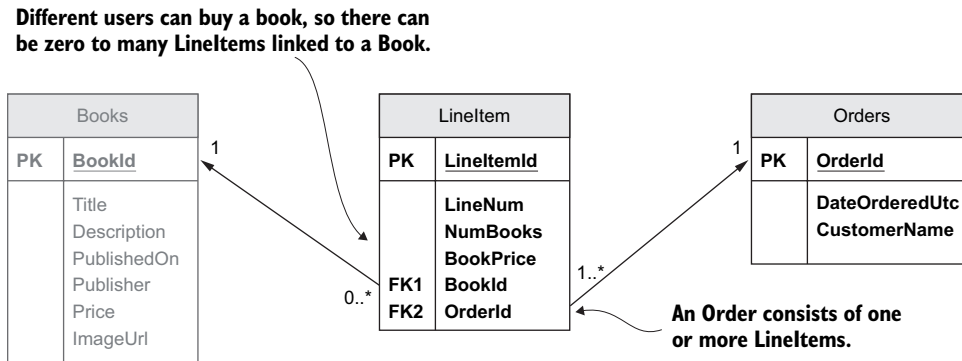 Different users can buy a book, so there can
be zero to many LineItems linked to a Book.
Books
PK BookId
Title
Description
PublishedOn
Publisher
Price
ImageUrl
1
0..*
LineItem
PK LineItemId
LineNum
NumBooks
BookPrice
FK1 BookId
FK2 OrderId
1..*
1
Orders
PK OrderId
DateOrderedUtc
CustomerName
An Order consists of one
or more LineItems.